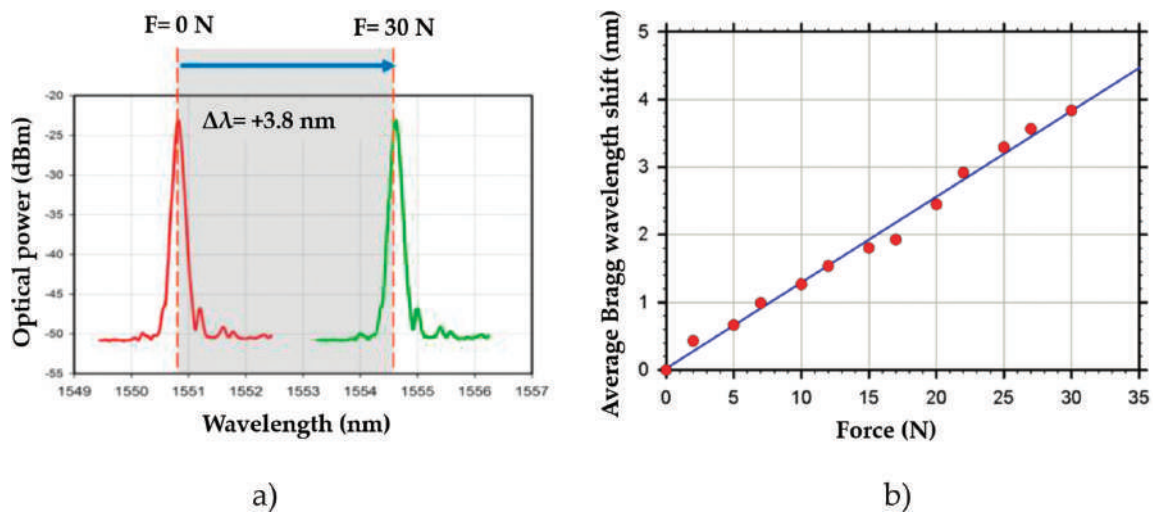 F= 0 N F= 30 N
-20
-25
-30
-35
-40
-45
-50
-55
Δλ= +3.8 nm
Optical power (dBm)
1549 1550 1551 1552 1553 1554 1555 1556 1557
Wavelength (nm)
a)
5
4
3
2
1
0
Average Bragg wavelength shift (nm)
0 5 10 15 20 25 30 35
Force (N)
b)